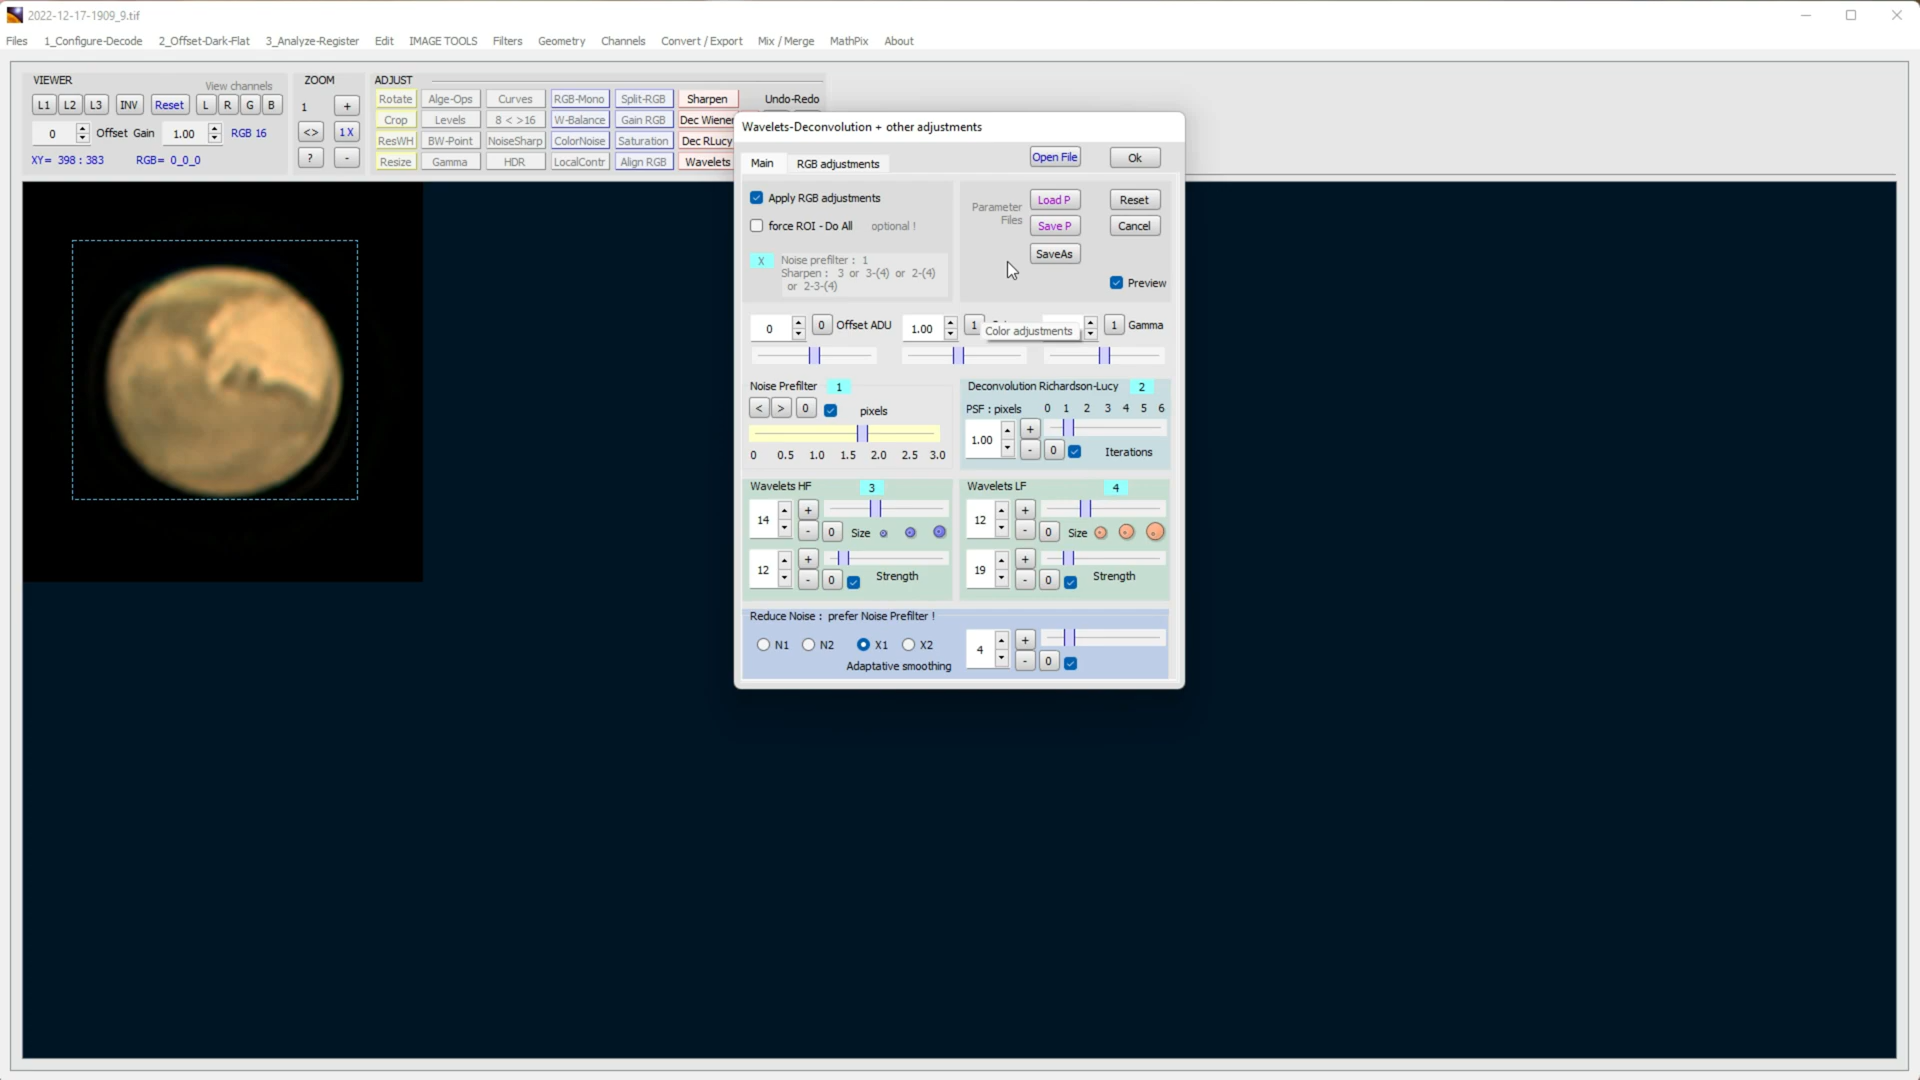 2022-12-17-1909_9.tif
Files 1_Configure-Decode 2_Offset-Dark-Flat 3_Analyze-Register Edit IMAGE TOOLS Filters Geometry Channels Convert / Export Mix / Merge MathPix About
VIEWER View channels ZOOM ADJUST
L1 L2 L3 INV Reset L R G B 1 +
0 Offset Gain 1.00 RGB 16 <> 1 X
XY= 398 : 383 RGB= 0_0_0 ? -
Rotate Alge-Ops Curves RGB-Mono Split-RGB Sharpen Undo-Redo
Crop Levels 8 < >16 W-Balance Gain RGB Dec Wiener
ResWH BW-Point NoiseSharp ColorNoise Saturation Dec RLucy
Resize Gamma HDR LocalContr Align RGB Wavelets
Wavelets-Deconvolution + other adjustments
Main RGB adjustments Open File Ok
Apply RGB adjustments
force ROI - Do All optional !
Parameter Files Load P Reset
Save P Cancel
SaveAs
Preview
X Noise prefilter : 1
Sharpen : 3 or 3-(4) or 2-(4)
or 2-3-(4)
0 0 Offset ADU 1.00 1 1 Gamma
Color adjustments
Noise Prefilter 1
< > 0 pixels
0 0.5 1.0 1.5 2.0 2.5 3.0
Deconvolution Richardson-Lucy 2
PSF : pixels 0 1 2 3 4 5 6
1.00 + - 0 Iterations
Wavelets HF 3
14 + - 0 Size
12 + - 0 Strength
Wavelets LF 4
12 + - 0 Size
19 + - 0 Strength
Reduce Noise : prefer Noise Prefilter !
N1 N2 X1 X2 4 + - 0
Adaptative smoothing